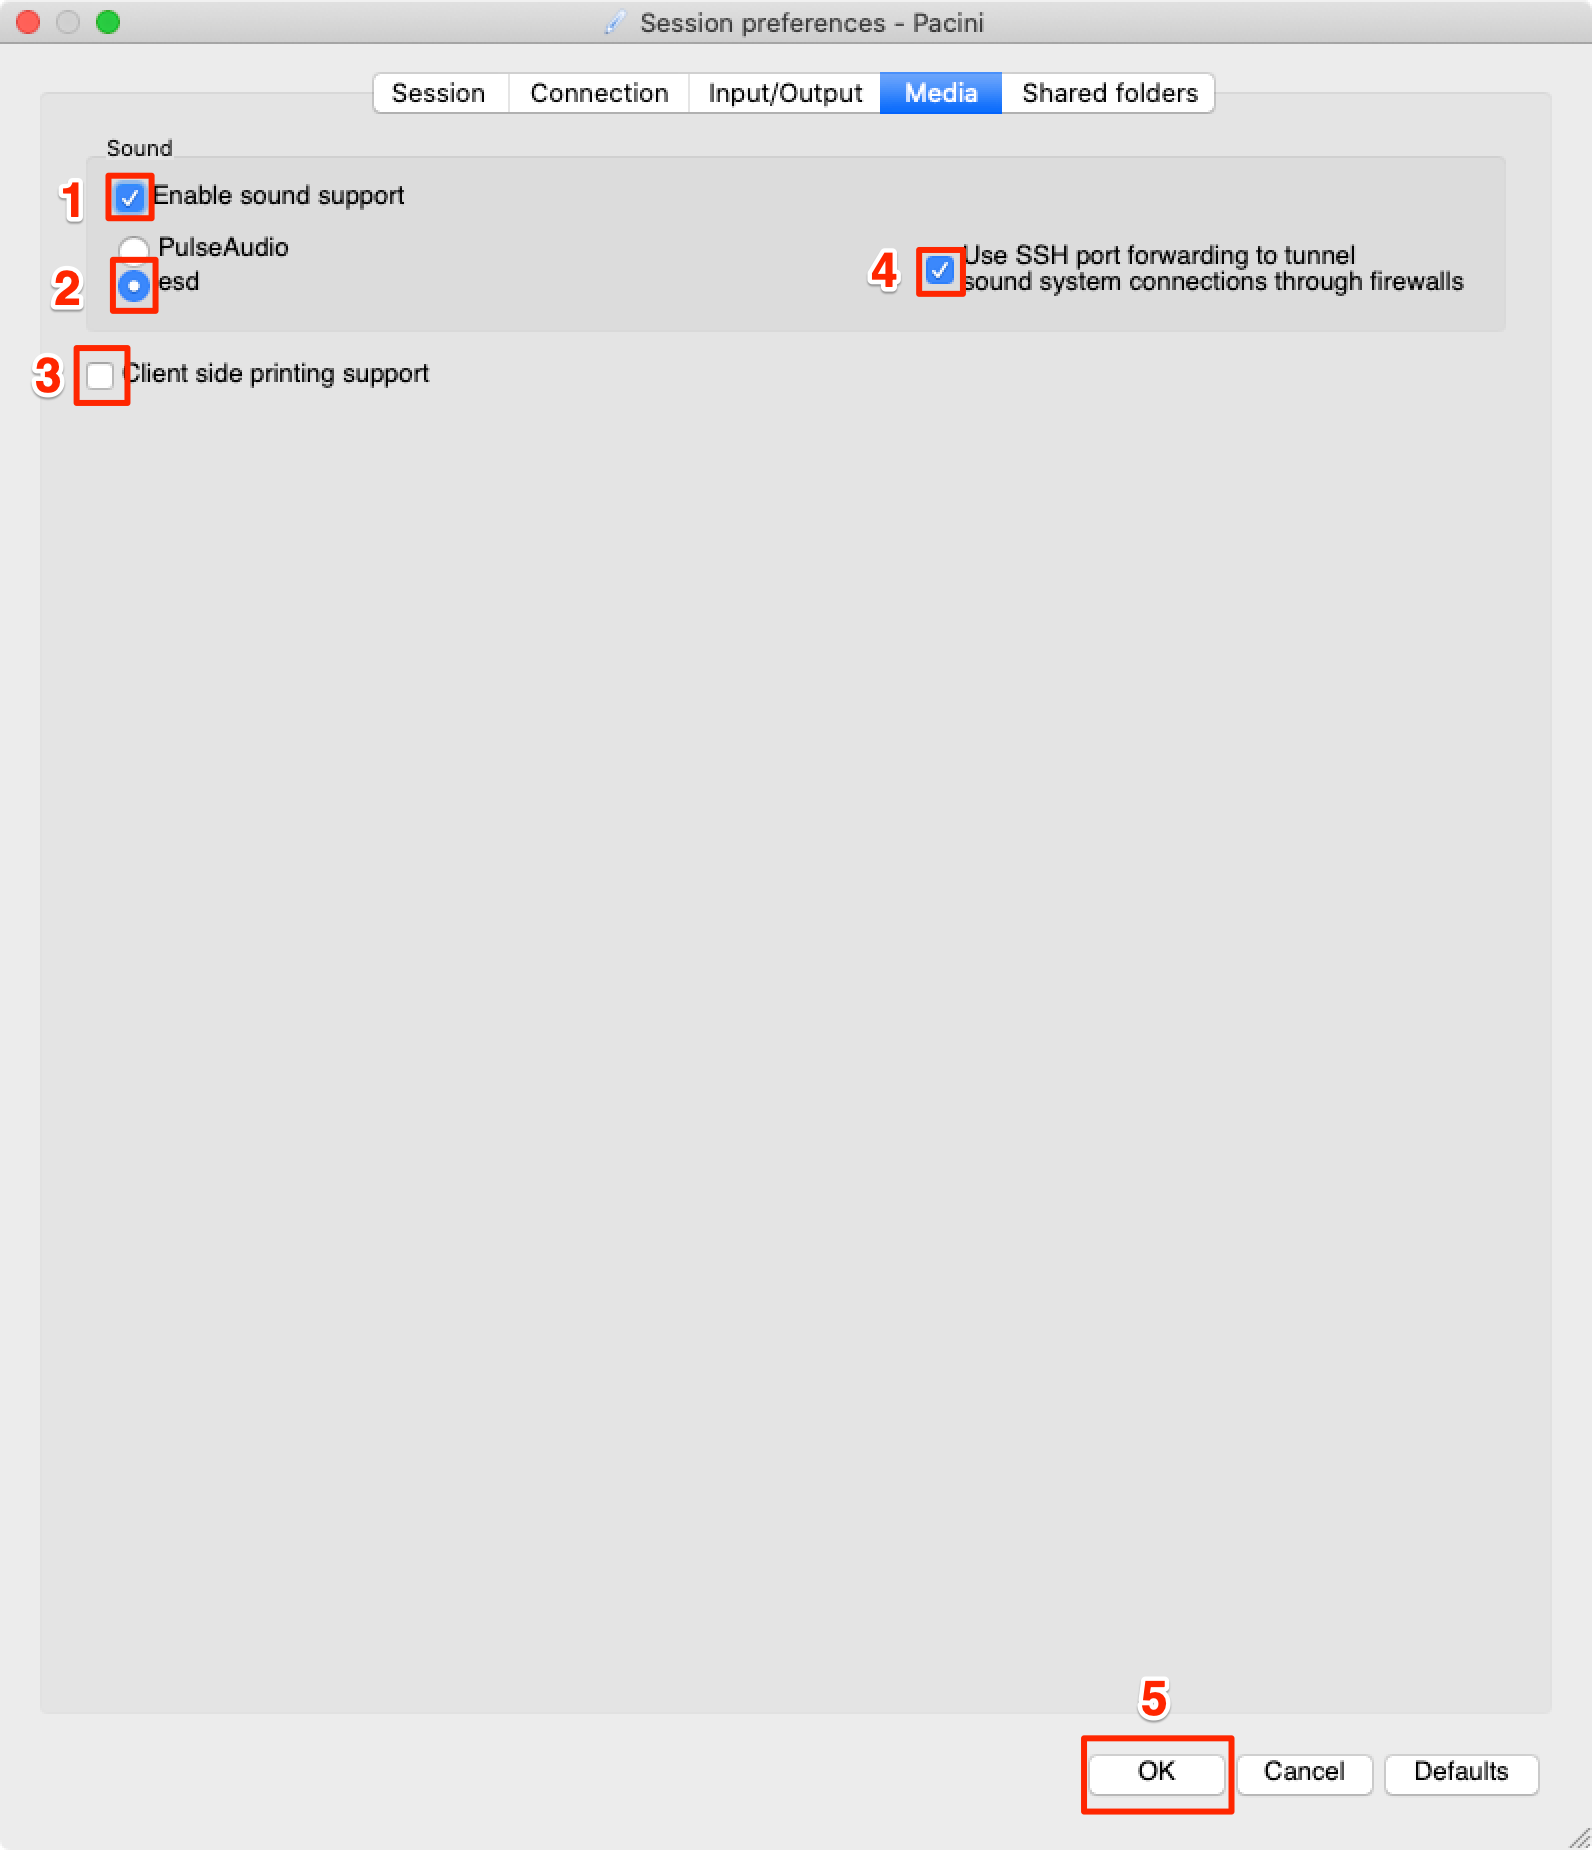 Session preferences - Pacini
Session
Connection
Input/Output
Media
Shared folders
Sound
1
Enable sound support
PulseAudio
2
esd
4
Use SSH port forwarding to tunnel
sound system connections through firewalls
3
Client side printing support
5
OK
Cancel
Defaults